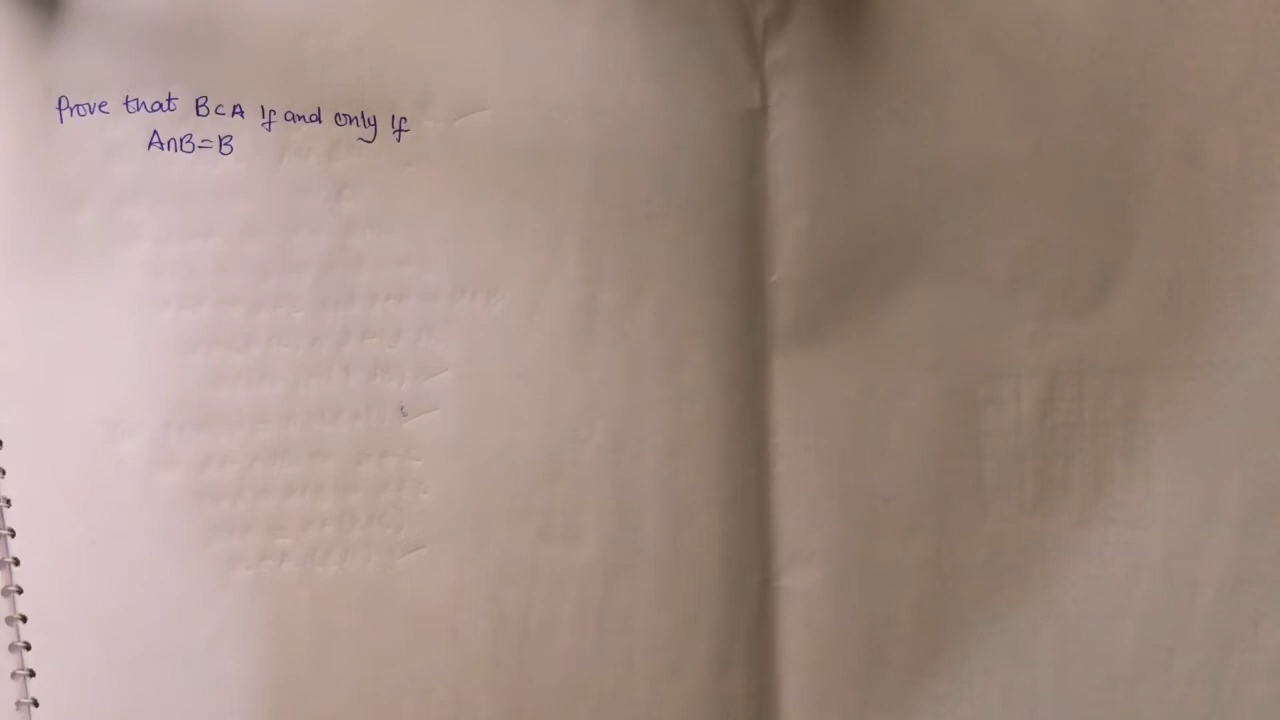 Prove that B⊂A If and only if
A∩B=B